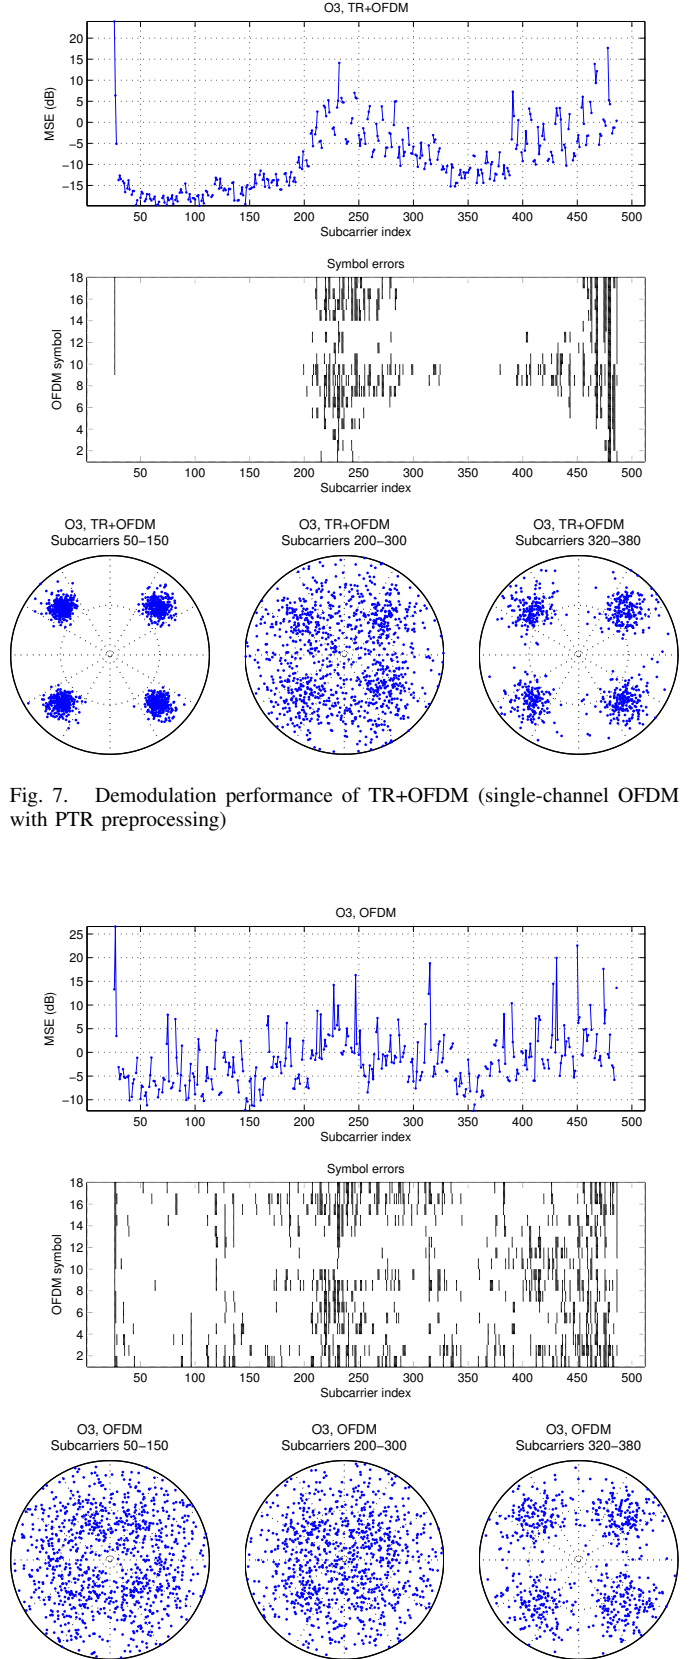 O3, TR+OFDM
20
15
10
5
0
−5
−10
−15
MSE (dB)
50 100 150 200 250 300 350 400 450 500
Subcarrier index
Symbol errors
18
16
14
12
10
8
6
4
2
OFDM symbol
50 100 150 200 250 300 350 400 450 500
Subcarrier index
O3, TR+OFDM
Subcarriers 50−150
O3, TR+OFDM
Subcarriers 200−300
O3, TR+OFDM
Subcarriers 320−380
Fig. 7. Demodulation performance of TR+OFDM (single-channel OFDM
with PTR preprocessing)
O3, OFDM
25
20
15
10
5
0
−5
−10
MSE (dB)
50 100 150 200 250 300 350 400 450 500
Subcarrier index
Symbol errors
18
16
14
12
10
8
6
4
2
OFDM symbol
50 100 150 200 250 300 350 400 450 500
Subcarrier index
O3, OFDM
Subcarriers 50−150
O3, OFDM
Subcarriers 200−300
O3, OFDM
Subcarriers 320−380